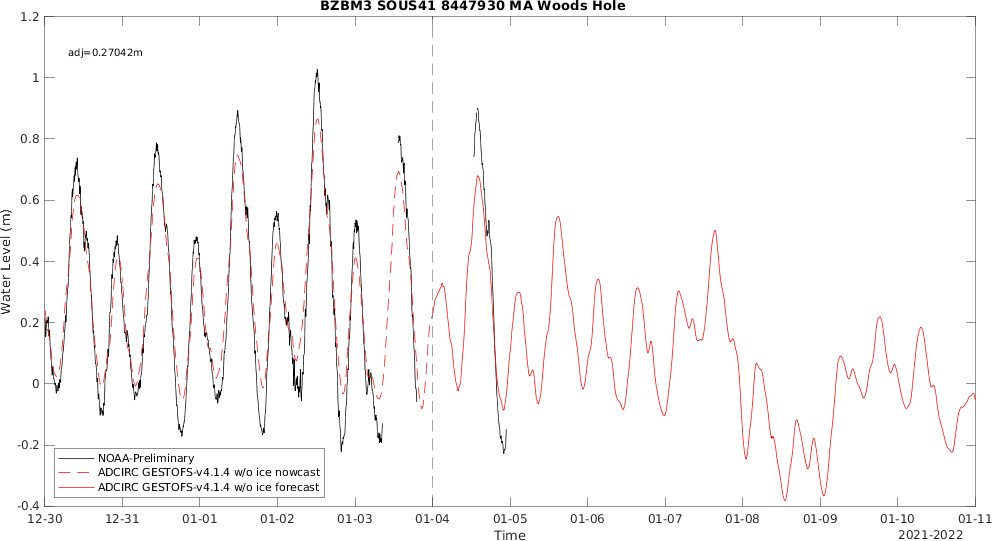 BZBM3 SOUS41 8447930 MA Woods Hole
adj=0.27042m
Water Level (m)
1.2
1
0.8
0.6
0.4
0.2
0
-0.2
-0.4
NOAA-Preliminary
ADCIRC GESTOFS-v4.1.4 w/o ice nowcast
ADCIRC GESTOFS-v4.1.4 w/o ice forecast
12-30 12-31 01-01 01-02 01-03 01-04 01-05 01-06 01-07 01-08 01-09 01-10 01-11
Time
2021-2022